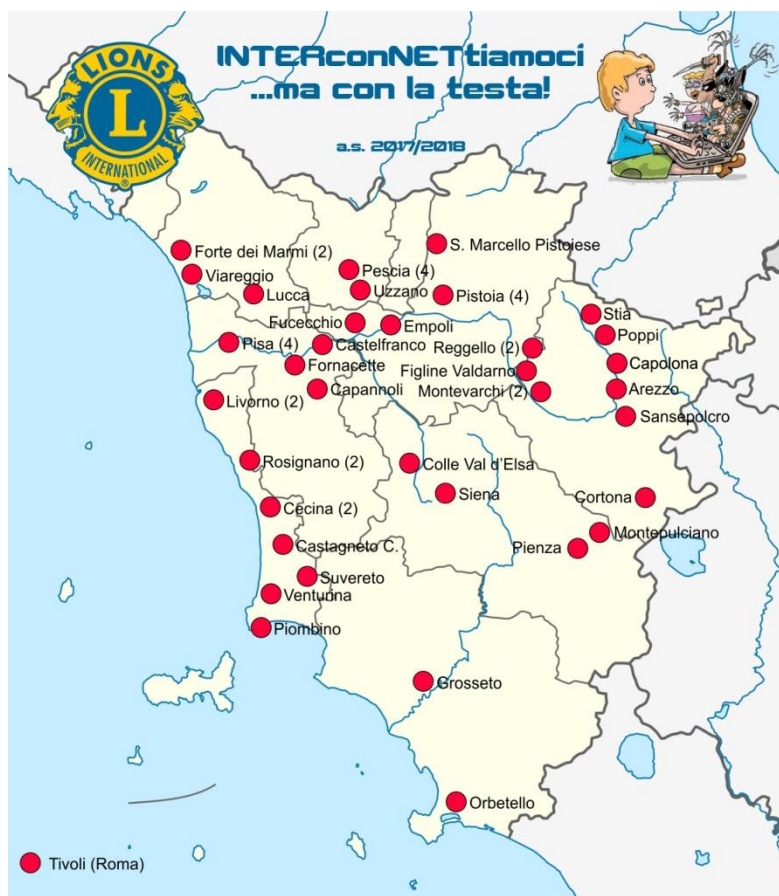 LIONS
L
INTERNATIONAL
®
INTERconNETtiamoci
...ma con la testa!
a.s. 2017/2018
S. Marcello Pistoiese
Forte dei Marmi (2)
Viareggio
Pescia (4)
Lucca
Uzzano
Pistoia (4)
Stia
Fucecchio
Empoli
Poppi
Pisa (4)
Castelfranco
Reggello (2)
Fornacette
Figline Valdarno
Capolona
Capannoli
Montevarchi (2)
Arezzo
Livorno (2)
Sansepolcro
Rosignano (2)
Colle Val d'Elsa
Siena
Cortona
Cecina (2)
Montepulciano
Castagneto C.
Pienza
Suvereto
Venturina
Piombino
Grosseto
Orbetello
Tivoli (Roma)